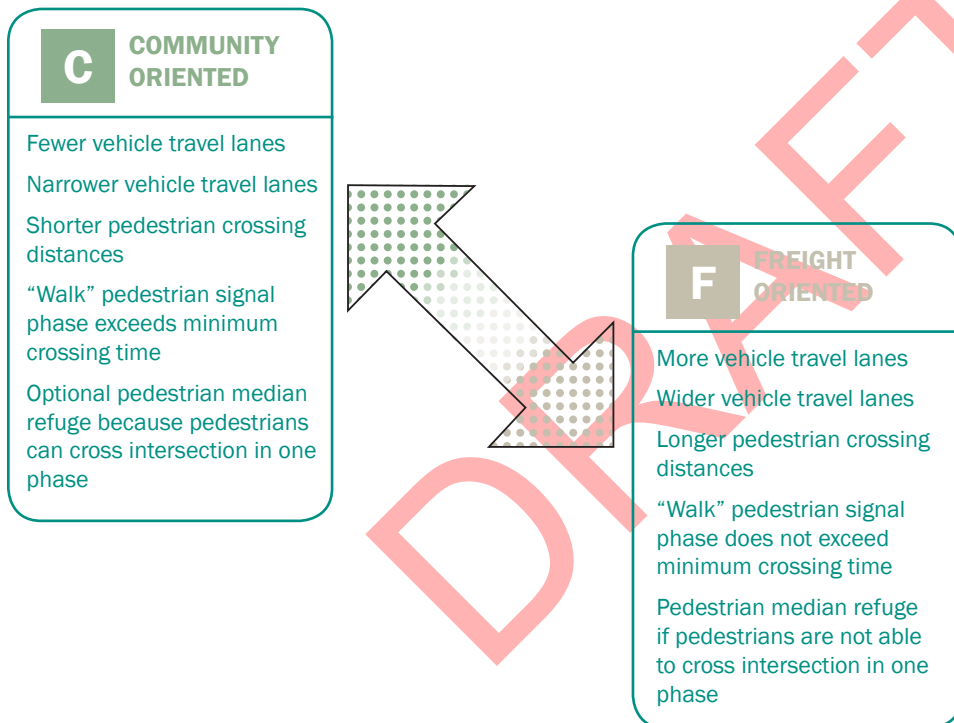 C
COMMUNITY
ORIENTED
Fewer vehicle travel lanes
Narrower vehicle travel lanes
Shorter pedestrian crossing
distances
“Walk” pedestrian signal
phase exceeds minimum
crossing time
Optional pedestrian median
refuge because pedestrians
can cross intersection in one
phase
F
FREIGHT
ORIENTED
More vehicle travel lanes
Wider vehicle travel lanes
Longer pedestrian crossing
distances
“Walk” pedestrian signal
phase does not exceed
minimum crossing time
Pedestrian median refuge
if pedestrians are not able
to cross intersection in one
phase
DRAFT